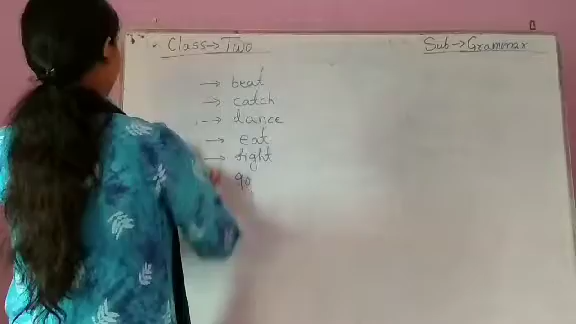 Class → Two
Sub → Grammar
→ beat
→ catch
→ dance
→ eat
→ fight
go